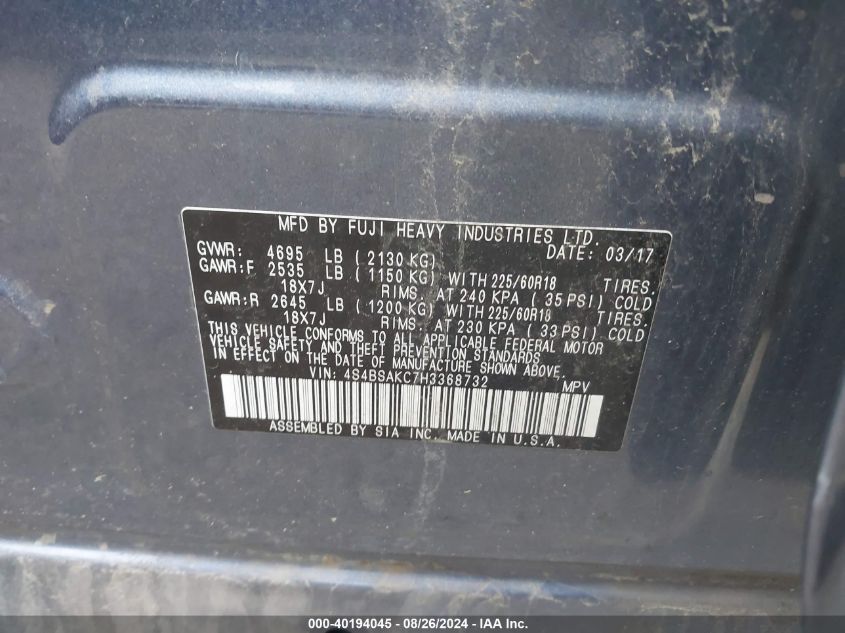 MFD BY FUJI HEAVY INDUSTRIES LTD.
GVWR: 4695 LB (2130 KG) DATE: 03/17
GAWR:F 2535 LB (1150 KG) WITH 225/60R18 TIRES.
18X7J RIMS. AT 240 KPA (35 PSI) COLD
GAWR:R 2645 LB (1200 KG) WITH 225/60R18 TIRES.
18X7J RIMS. AT 230 KPA (33 PSI) COLD
THIS VEHICLE CONFORMS TO ALL APPLICABLE FEDERAL MOTOR
VEHICLE SAFETY AND THEFT PREVENTION STANDARDS
IN EFFECT ON THE DATE OF MANUFACTURE SHOWN ABOVE.
VIN: 4S4BSAKC7H3368732 MPV
ASSEMBLED BY SIA INC. MADE IN U.S.A.
000-40194045 - 08/26/2024 - IAAI Inc.